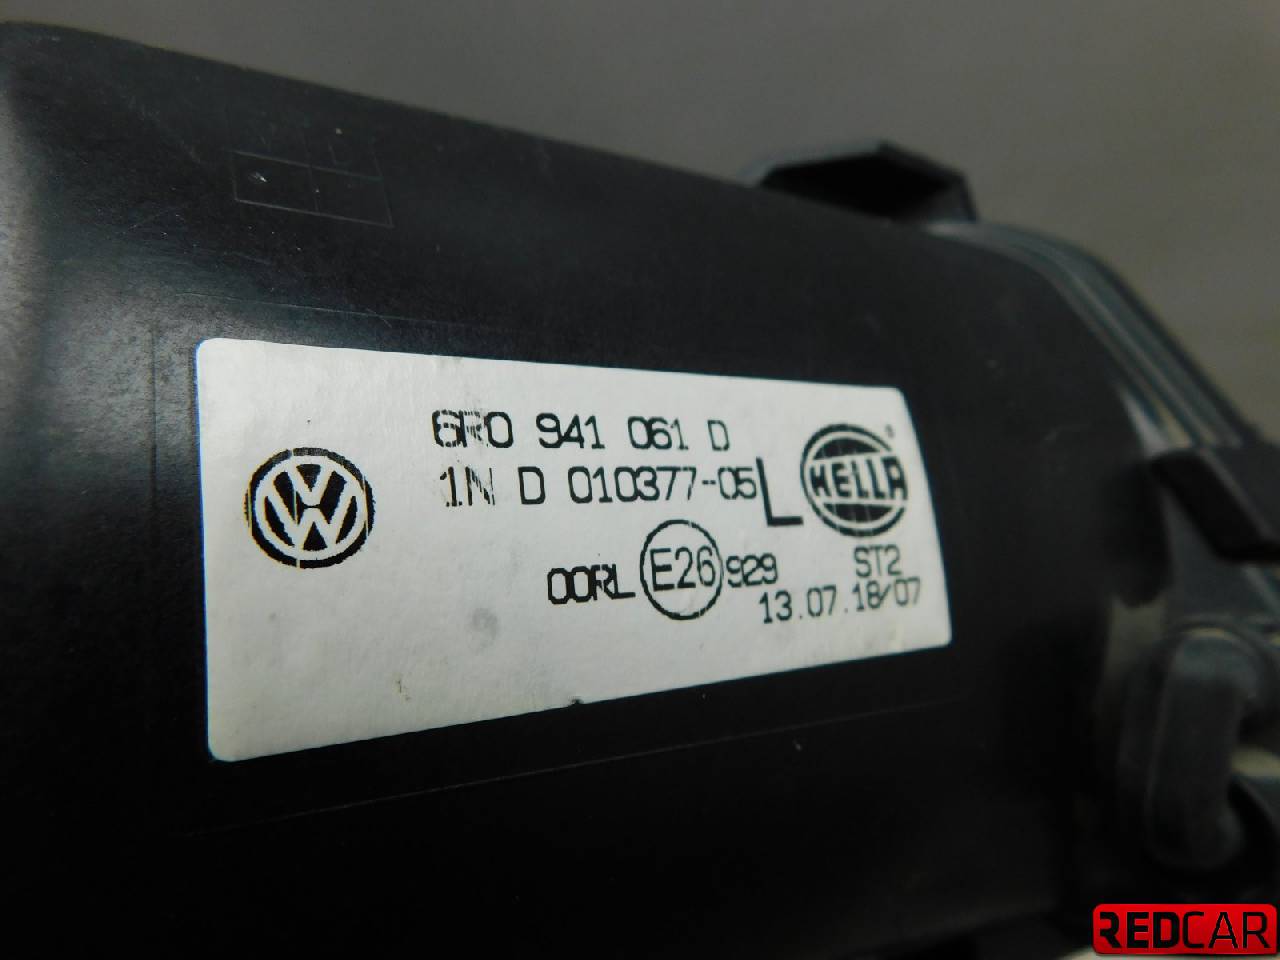 6R0 941 061 D
1N D 010377-05 L HELLA
00RL E26 929 ST2
13.07.18/07
REDCAR